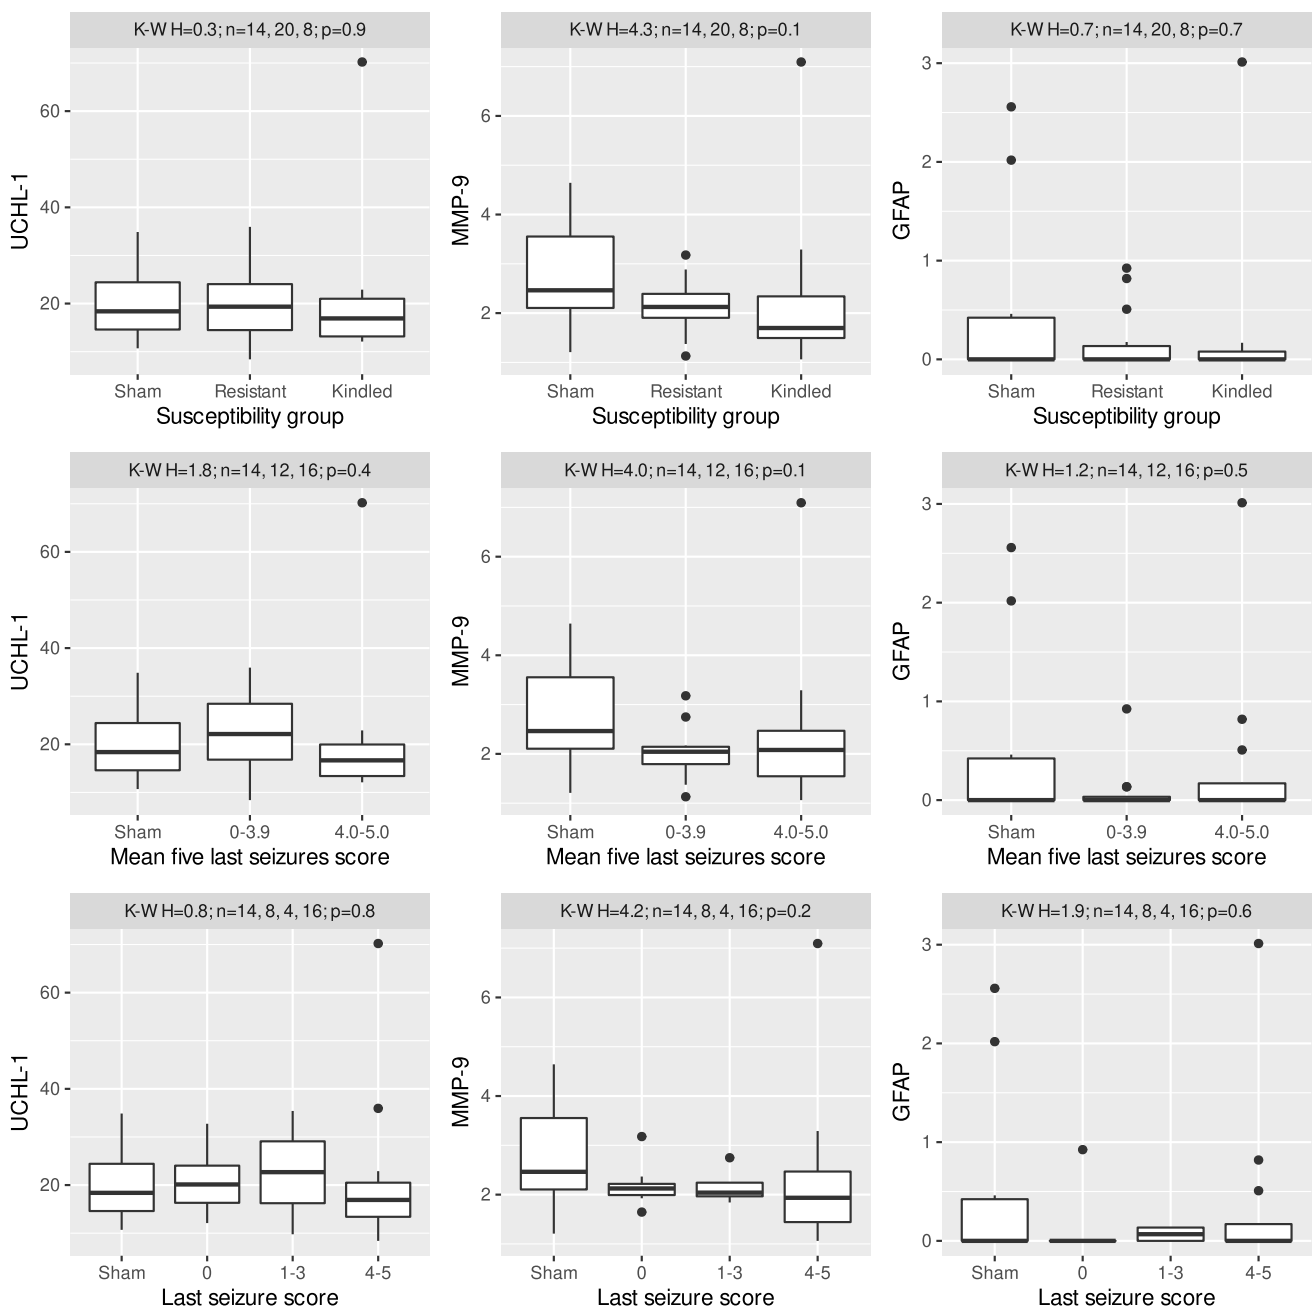 K-W H=0.3; n=14, 20, 8; p=0.9
UCHL-1
60
40
20
Sham Resistant Kindled
Susceptibility group
K-W H=4.3; n=14, 20, 8; p=0.1
MMP-9
6
4
2
Sham Resistant Kindled
Susceptibility group
K-W H=0.7; n=14, 20, 8; p=0.7
GFAP
3
2
1
0
Sham Resistant Kindled
Susceptibility group
K-W H=1.8; n=14, 12, 16; p=0.4
UCHL-1
60
40
20
Sham 0-3.9 4.0-5.0
Mean five last seizures score
K-W H=4.0; n=14, 12, 16; p=0.1
MMP-9
6
4
2
Sham 0-3.9 4.0-5.0
Mean five last seizures score
K-W H=1.2; n=14, 12, 16; p=0.5
GFAP
3
2
1
0
Sham 0-3.9 4.0-5.0
Mean five last seizures score
K-W H=0.8; n=14, 8, 4, 16; p=0.8
UCHL-1
60
40
20
Sham 0 1-3 4-5
Last seizure score
K-W H=4.2; n=14, 8, 4, 16; p=0.2
MMP-9
6
4
2
Sham 0 1-3 4-5
Last seizure score
K-W H=1.9; n=14, 8, 4, 16; p=0.6
GFAP
3
2
1
0
Sham 0 1-3 4-5
Last seizure score